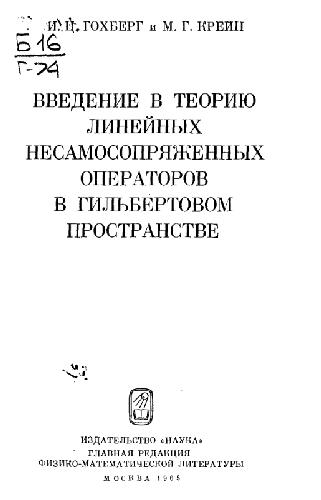 И. Ц. ГОХБЕРГ и М. Г. КРЕЙН
Б 16
Г-74
ВВЕДЕНИЕ В ТЕОРИЮ
ЛИНЕЙНЫХ
НЕСАМОСОПРЯЖЕННЫХ
ОПЕРАТОРОВ
В ГИЛЬБЕРТОВОМ
ПРОСТРАНСТВЕ
ИЗДАТЕЛЬСТВО «НАУКА»
ГЛАВНАЯ РЕДАКЦИЯ
ФИЗИКО-МАТЕМАТИЧЕСКОЙ ЛИТЕРАТУРЫ
МОСКВА 1965